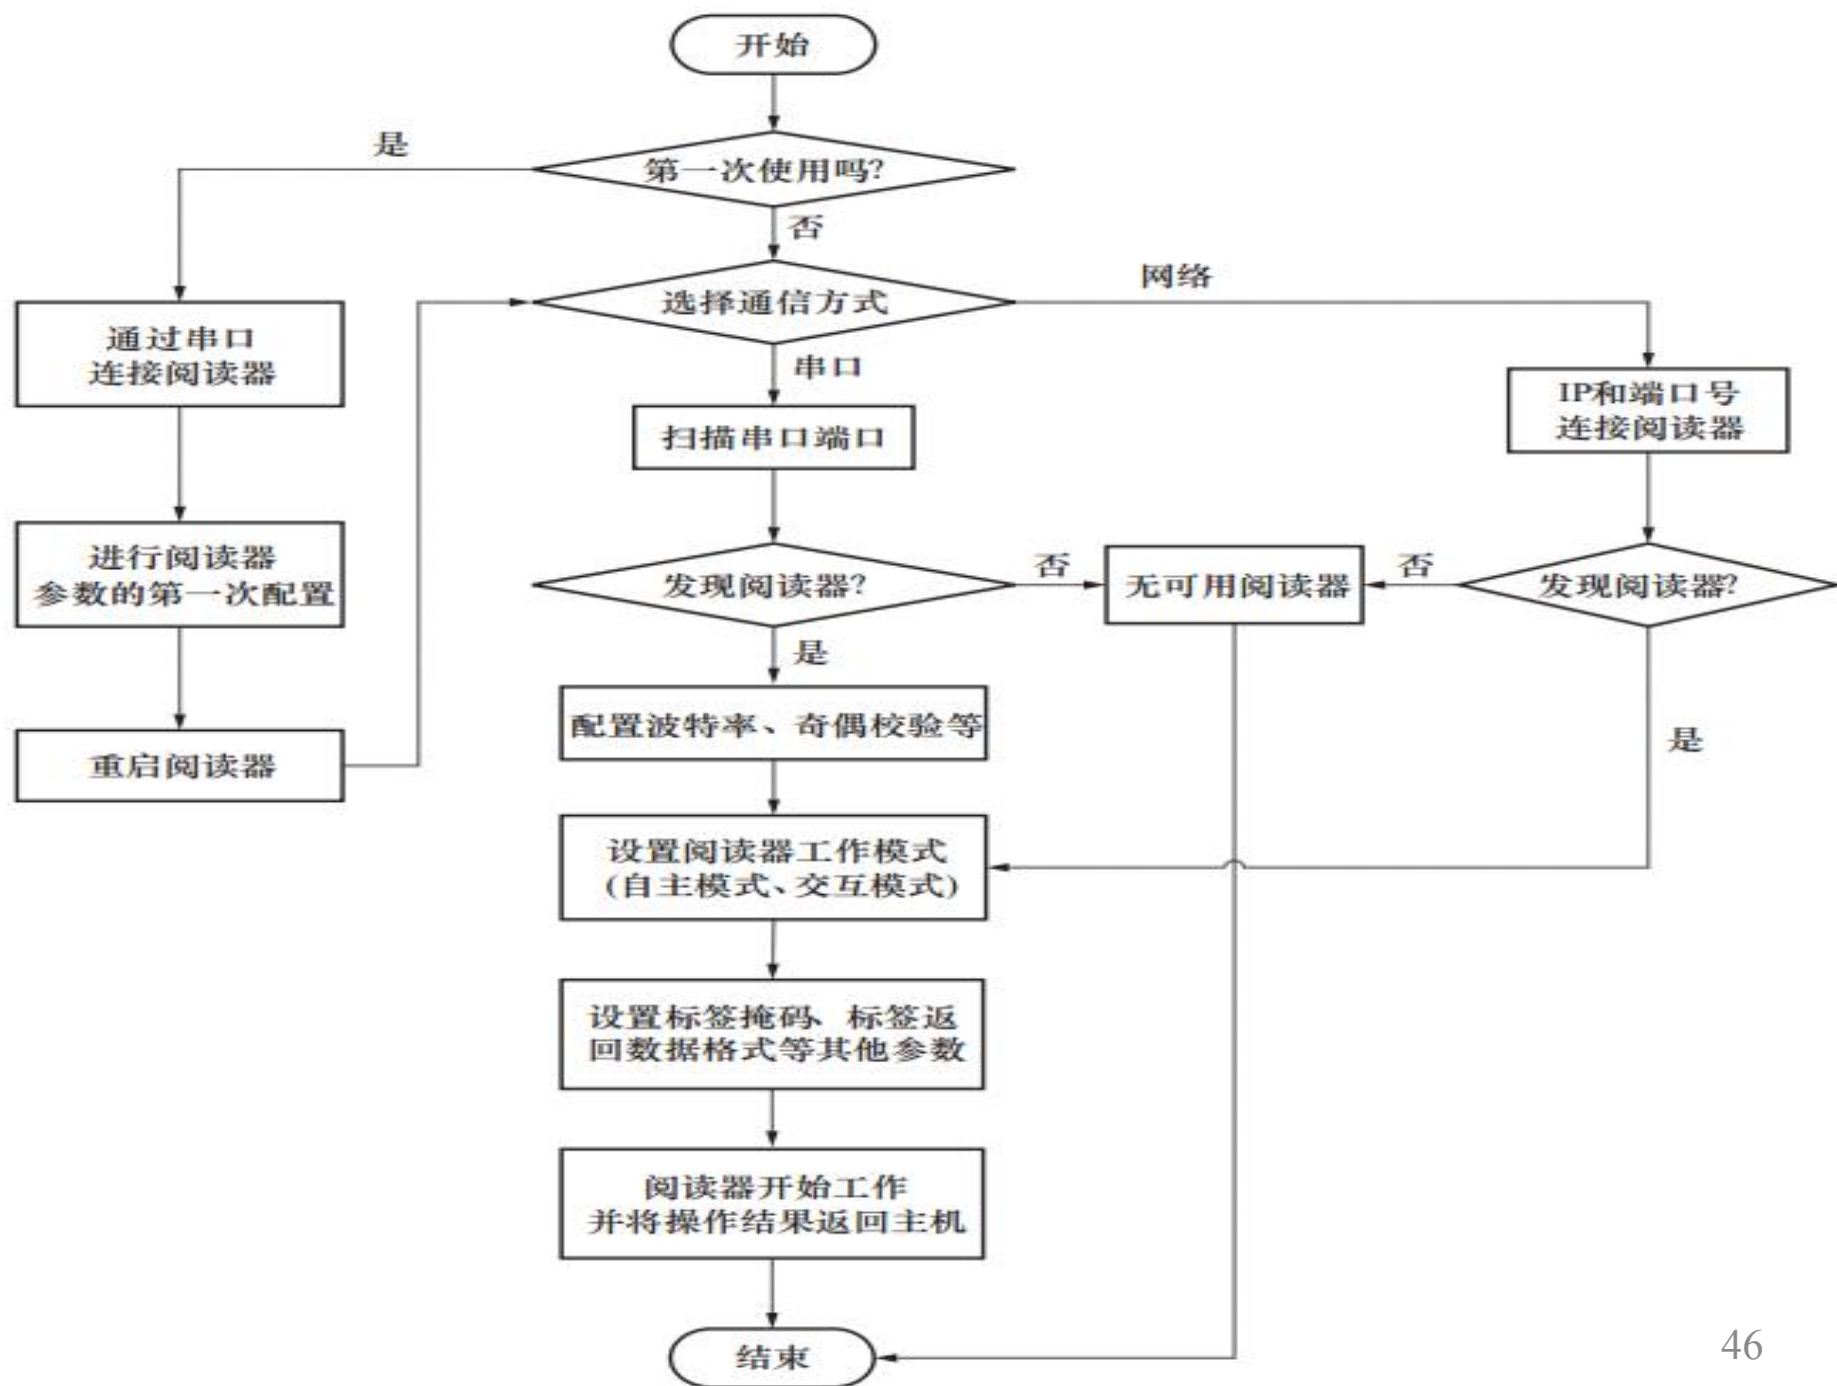 开始
是
第一次使用吗?
否
选择通信方式
网络
通过串口
连接阅读器
串口
IP和端口号
连接阅读器
扫描串口端口
进行阅读器
参数的第一次配置
发现阅读器?
否
无可用阅读器
否
发现阅读器?
是
配置波特率、奇偶校验等
是
重启阅读器
设置阅读器工作模式
(自主模式、交互模式)
设置标签掩码、标签返
回数据格式等其他参数
阅读器开始工作
并将操作结果返回主机
结束
46